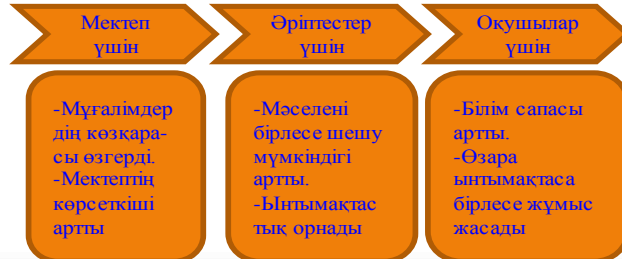 Мектеп
үшін
Әріптестер
үшін
Оқушылар
үшін
-Мұғалімдер
дің көзқара-
сы өзгерді.
-Мектептің
көрсеткіші
артты
-Мәселені
бірлесе шешу
мүмкіндігі
артты.
-Ынтымақтас
тық орнады
-Білім сапасы
артты.
-Өзара
ынтымақтаса
бірлесе жұмыс
жасады